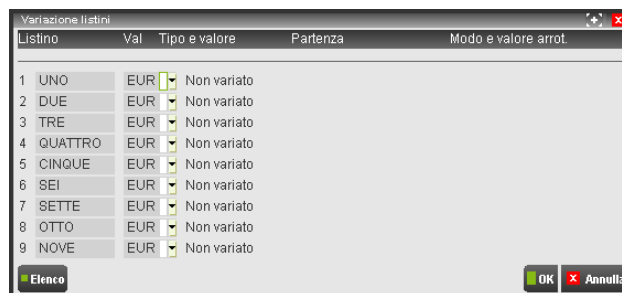 Variazione listini
Listino Val Tipo e valore Partenza Modo e valore arrot.
1 UNO EUR Non variato
2 DUE EUR Non variato
3 TRE EUR Non variato
4 QUATTRO EUR Non variato
5 CINQUE EUR Non variato
6 SEI EUR Non variato
7 SETTE EUR Non variato
8 OTTO EUR Non variato
9 NOVE EUR Non variato
Elenco OK Annulla